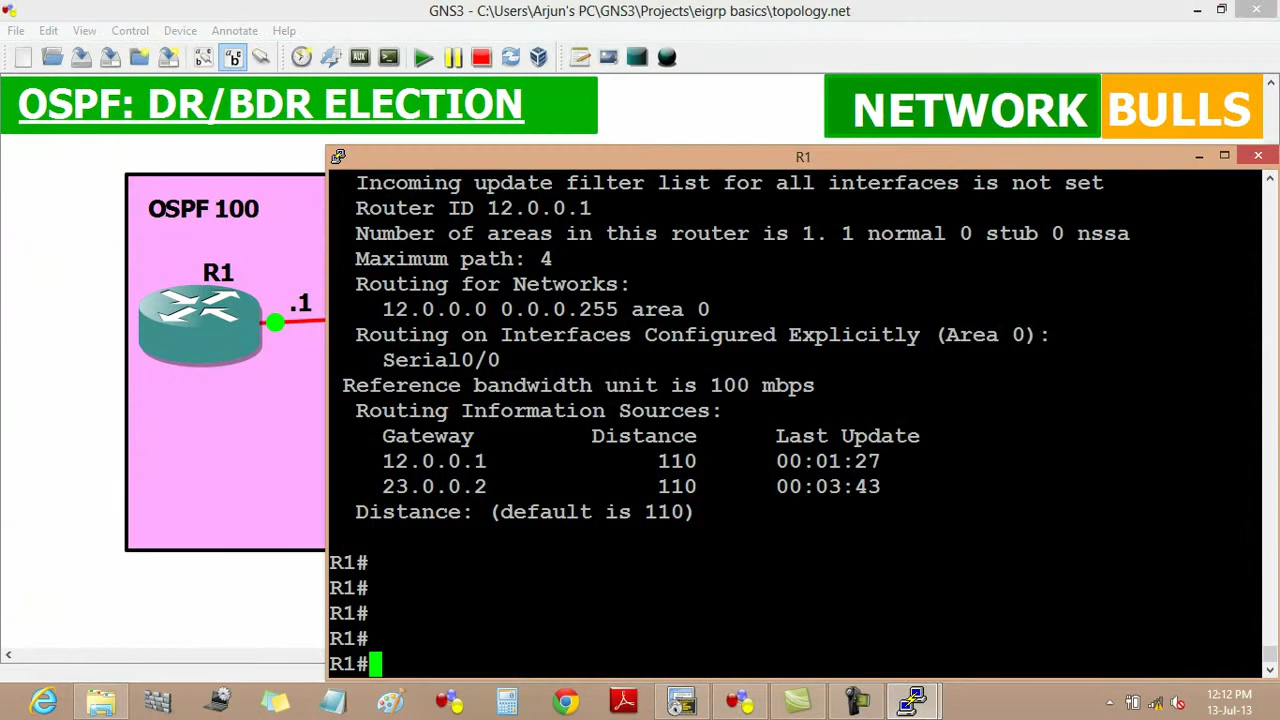 GNS3 - C:\Users\Arjun's PC\GNS3\Projects\eigrp basics\topology.net
File Edit View Control Device Annotate Help
OSPF: DR/BDR ELECTION
NETWORK BULLS
R1
OSPF 100
R1
.1
Incoming update filter list for all interfaces is not set
Router ID 12.0.0.1
Number of areas in this router is 1. 1 normal 0 stub 0 nssa
Maximum path: 4
Routing for Networks:
12.0.0.0 0.0.0.255 area 0
Routing on Interfaces Configured Explicitly (Area 0):
Serial0/0
Reference bandwidth unit is 100 mbps
Routing Information Sources:
Gateway Distance Last Update
12.0.0.1 110 00:01:27
23.0.0.2 110 00:03:43
Distance: (default is 110)
R1#
R1#
R1#
R1#
R1#
12:12 PM
13-Jul-13